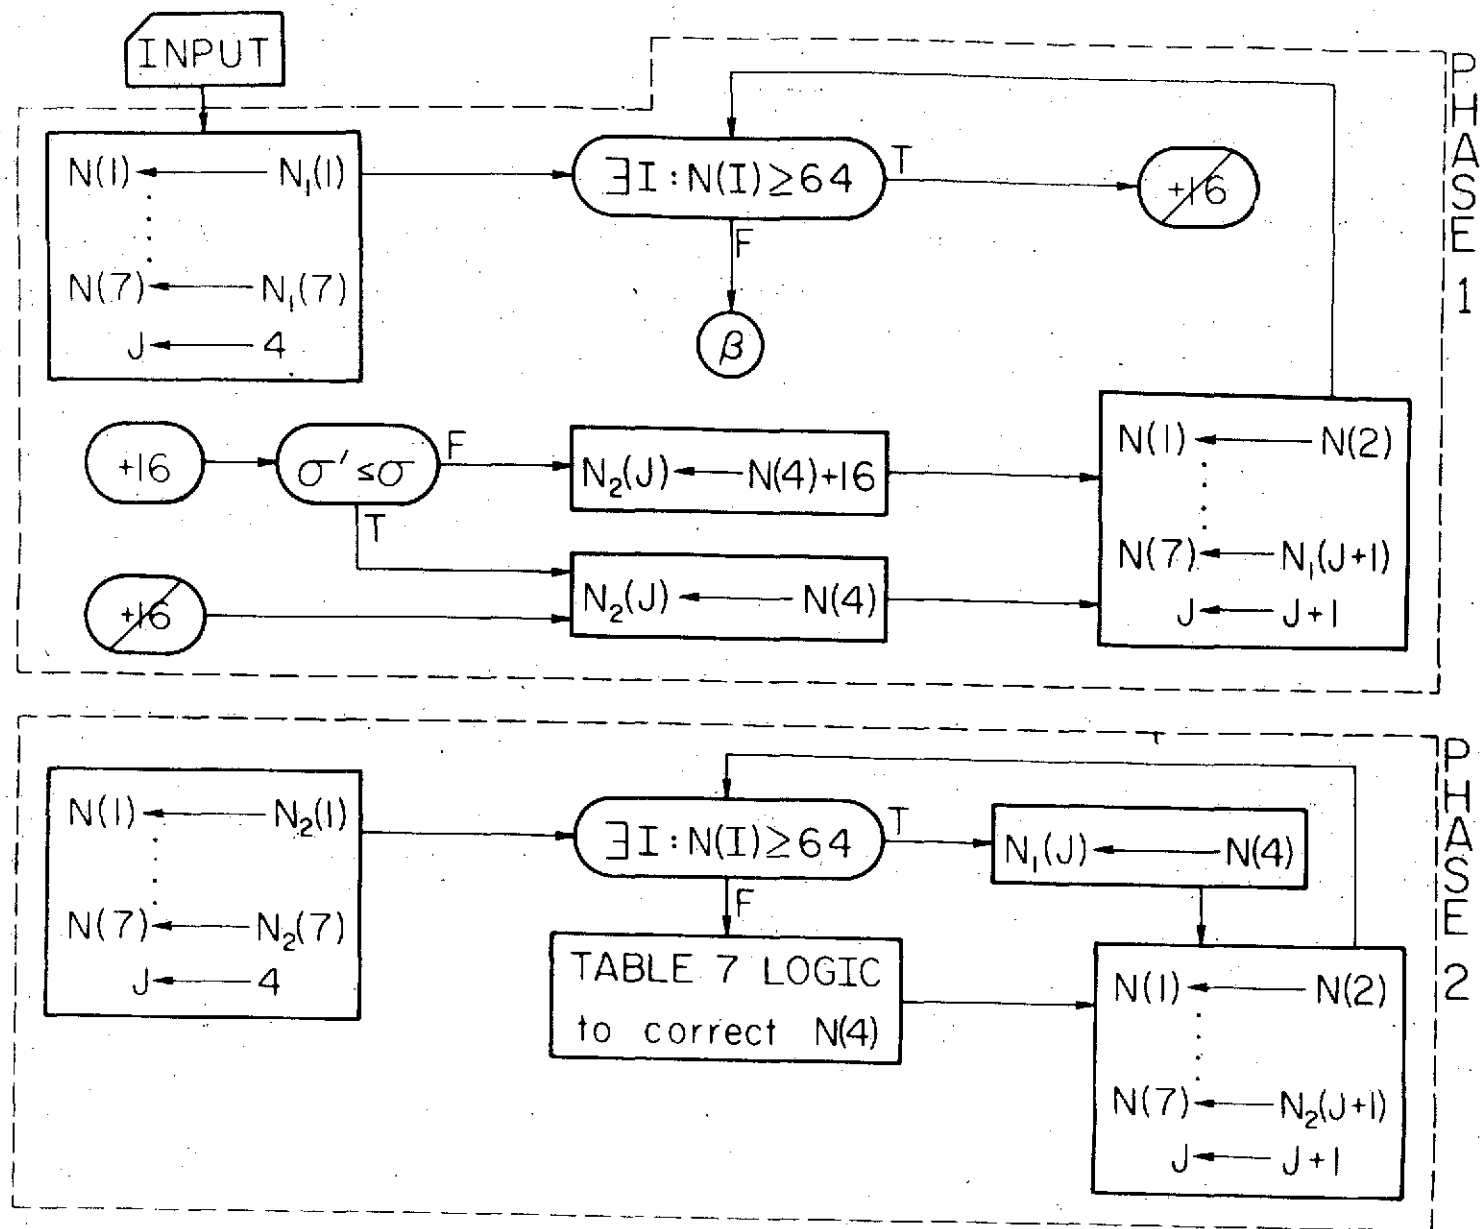 INPUT
N(1) ← N₁(1)
N(7) ← N₁(7)
J ← 4
∃I:N(I)≥64
T
F
+16
β
+16
σ′≤σ
F
T
N₂(J) ← N(4)+16
+16
N₂(J) ← N(4)
N(1) ← N(2)
N(7) ← N₁(J+1)
J ← J+1
PHASE 1
N(1) ← N₂(1)
N(7) ← N₂(7)
J ← 4
∃I:N(I)≥64
T
F
N₁(J) ← N(4)
TABLE 7 LOGIC
to correct N(4)
N(1) ← N(2)
N(7) ← N₂(J+1)
J ← J+1
PHASE 2